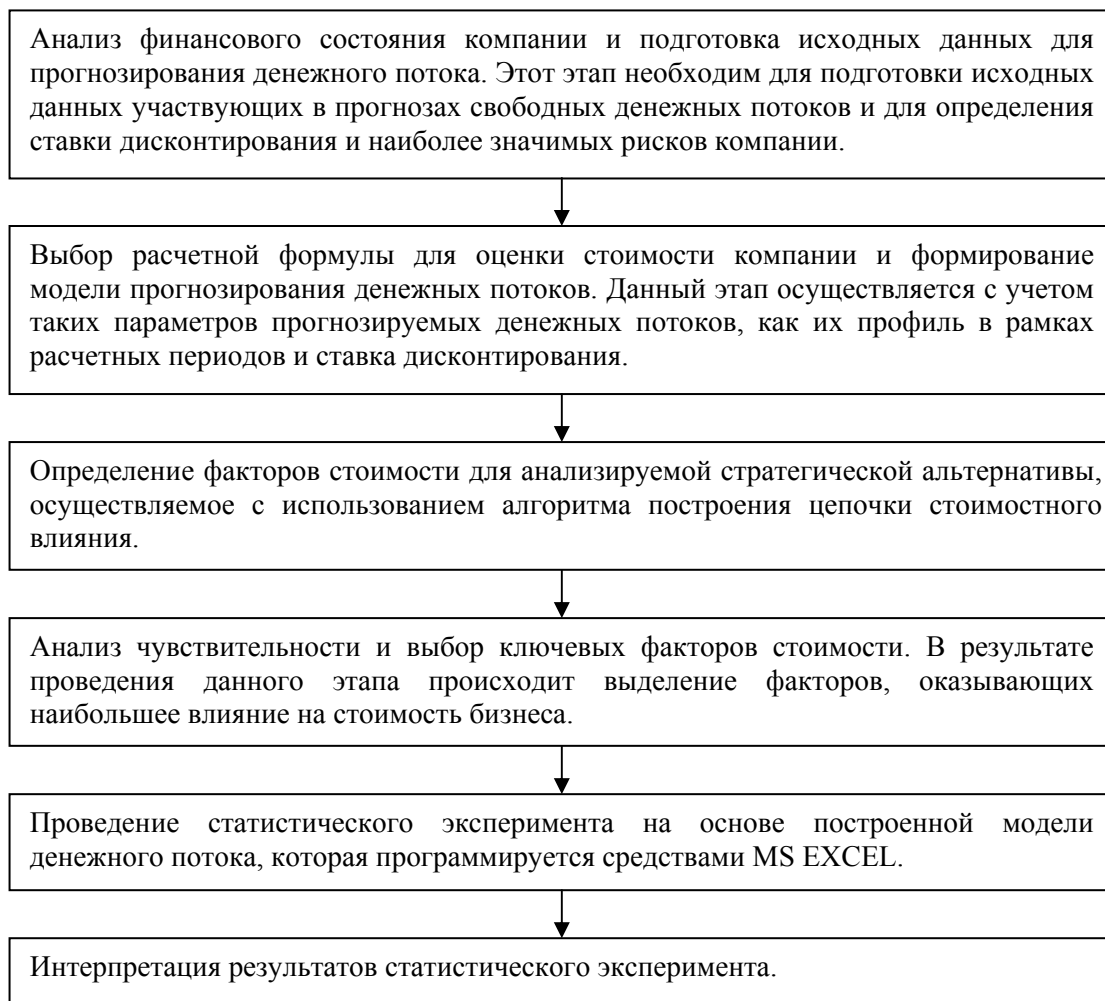 Анализ финансового состояния компании и подготовка исходных данных для
прогнозирования денежного потока. Этот этап необходим для подготовки исходных
данных участвующих в прогнозах свободных денежных потоков и для определения
ставки дисконтирования и наиболее значимых рисков компании.
Выбор расчетной формулы для оценки стоимости компании и формирование
модели прогнозирования денежных потоков. Данный этап осуществляется с учетом
таких параметров прогнозируемых денежных потоков, как их профиль в рамках
расчетных периодов и ставка дисконтирования.
Определение факторов стоимости для анализируемой стратегической альтернативы,
осуществляемое с использованием алгоритма построения цепочки стоимостного
влияния.
Анализ чувствительности и выбор ключевых факторов стоимости. В результате
проведения данного этапа происходит выделение факторов, оказывающих
наибольшее влияние на стоимость бизнеса.
Проведение статистического эксперимента на основе построенной модели
денежного потока, которая программируется средствами MS EXCEL.
Интерпретация результатов статистического эксперимента.